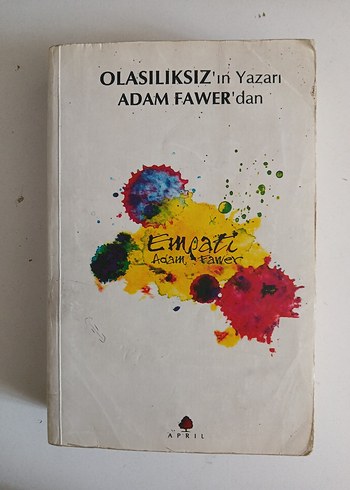 OLASILIKSIZ'ın Yazarı
ADAM FAWER'dan
Empati
Adam Fawer
APRIL